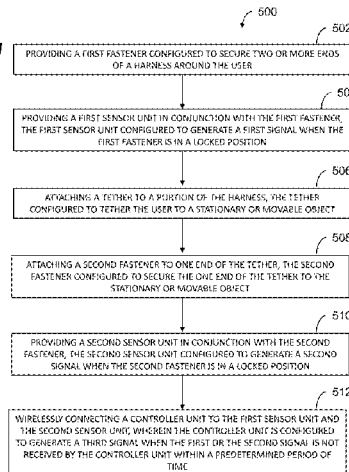 500
502
PROVIDING A FIRST FASTENER CONFIGURED TO SECURE TWO OR MORE ENDS
OF A HARNESS AROUND THE USER
50
PROVIDING A FIRST SENSOR UNIT IN CONJUNCTION WITH THE FIRST FASTENER,
THE FIRST SENSOR UNIT CONFIGURED TO GENERATE A FIRST SIGNAL WHEN THE
FIRST FASTENER IS IN A LOCKED POSITION
506
ATTACHING A TETHER TO A PORTION OF THE HARNESS, THE TETHER
CONFIGURED TO TETHER THE USER TO A STATIONARY OR MOVABLE OBJECT
508
ATTACHING A SECOND FASTENER TO ONE END OF THE TETHER, THE SECOND
FASTENER CONFIGURED TO SECURE THE ONE END OF THE TETHER TO THE
STATIONARY OR MOVABLE OBJECT
510
PROVIDING A SECOND SENSOR UNIT IN CONJUNCTION WITH THE SECOND
FASTENER, THE SECOND SENSOR UNIT CONFIGURED TO GENERATE A SECOND
SIGNAL WHEN THE SECOND FASTENER IS IN A LOCKED POSITION
512
WIRELESSLY CONNECTING A CONTROLLER UNIT TO THE FIRST SENSOR UNIT AND
THE SECOND SENSOR UNIT, WHEREIN THE CONTROLLER UNIT IS CONFIGURED
TO GENERATE A THIRD SIGNAL WHEN THE FIRST OR THE SECOND SIGNAL IS NOT
RECEIVED BY THE CONTROLLER UNIT WITHIN A PREDETERMINED PERIOD OF
TIME